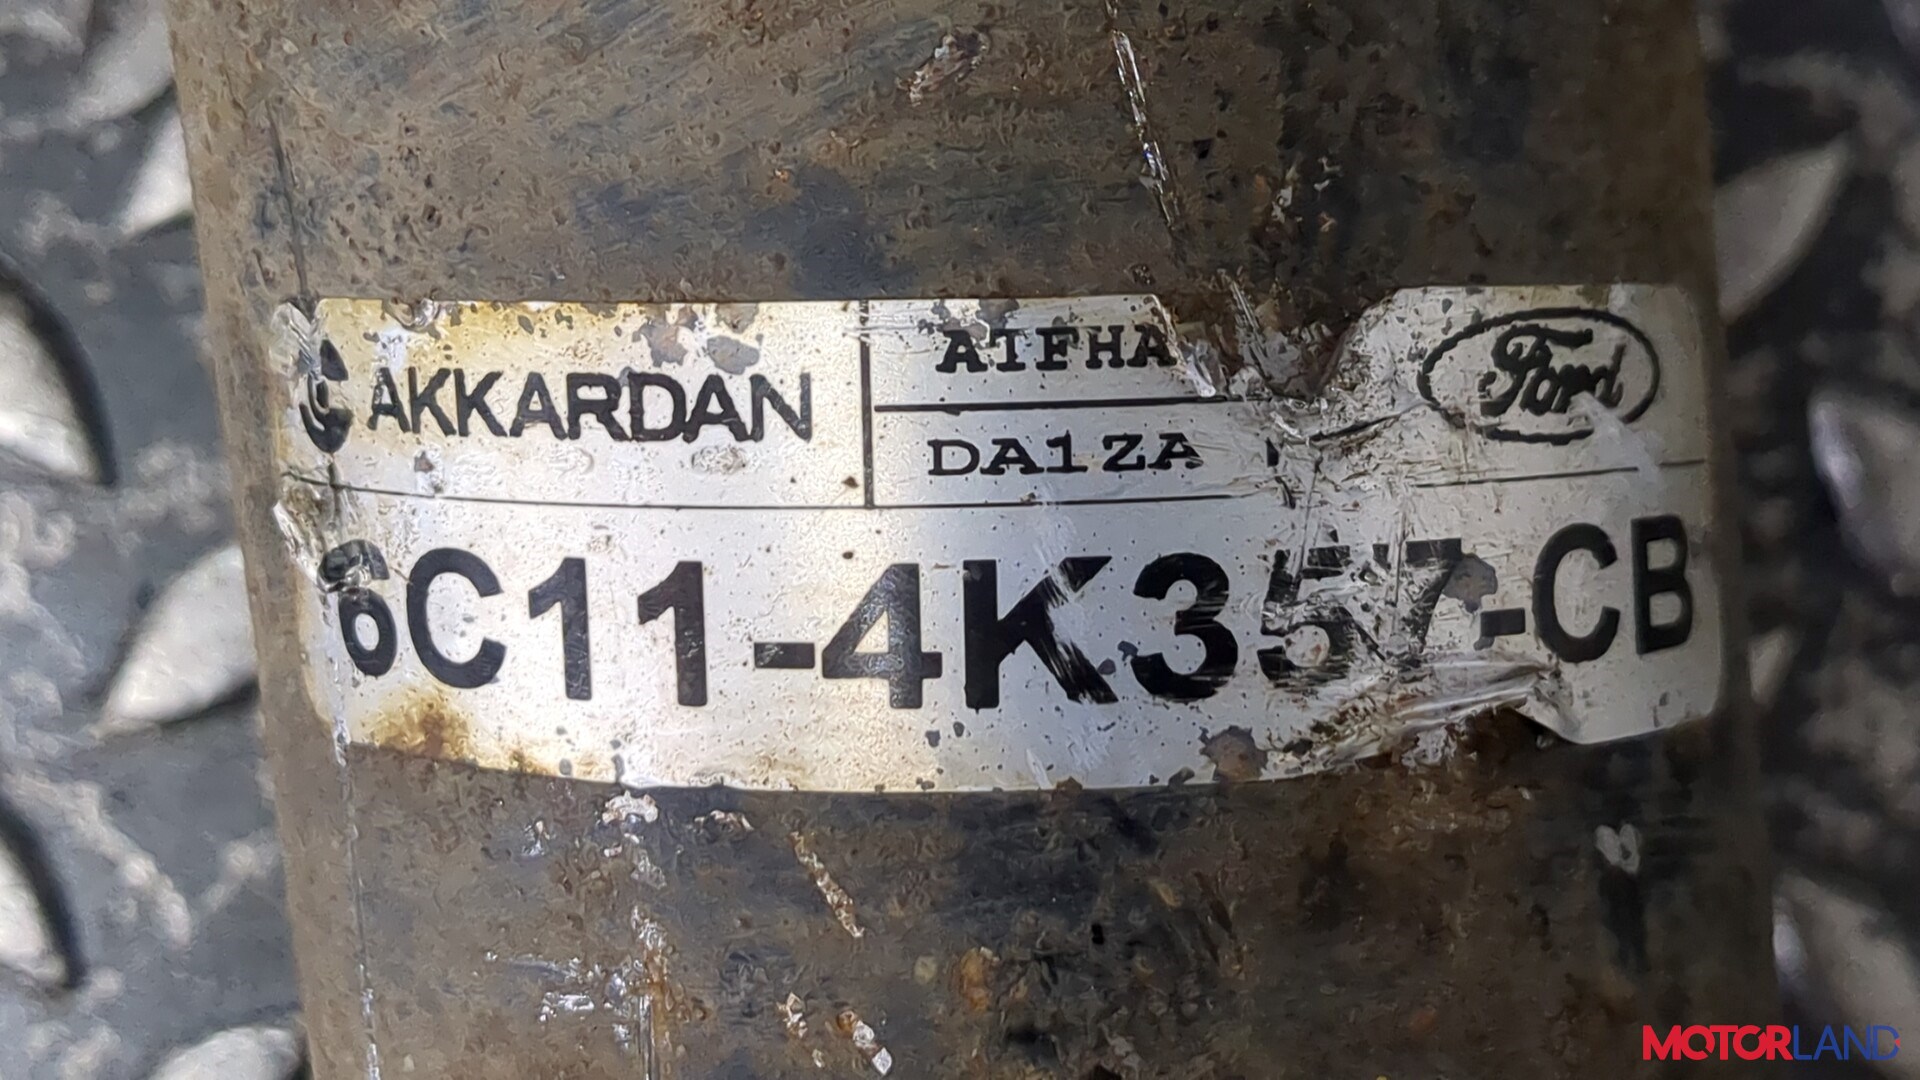 AKKARDAN
ATFHA
DA1ZA
Ford
6C11-4K357-CB
MOTORLAND